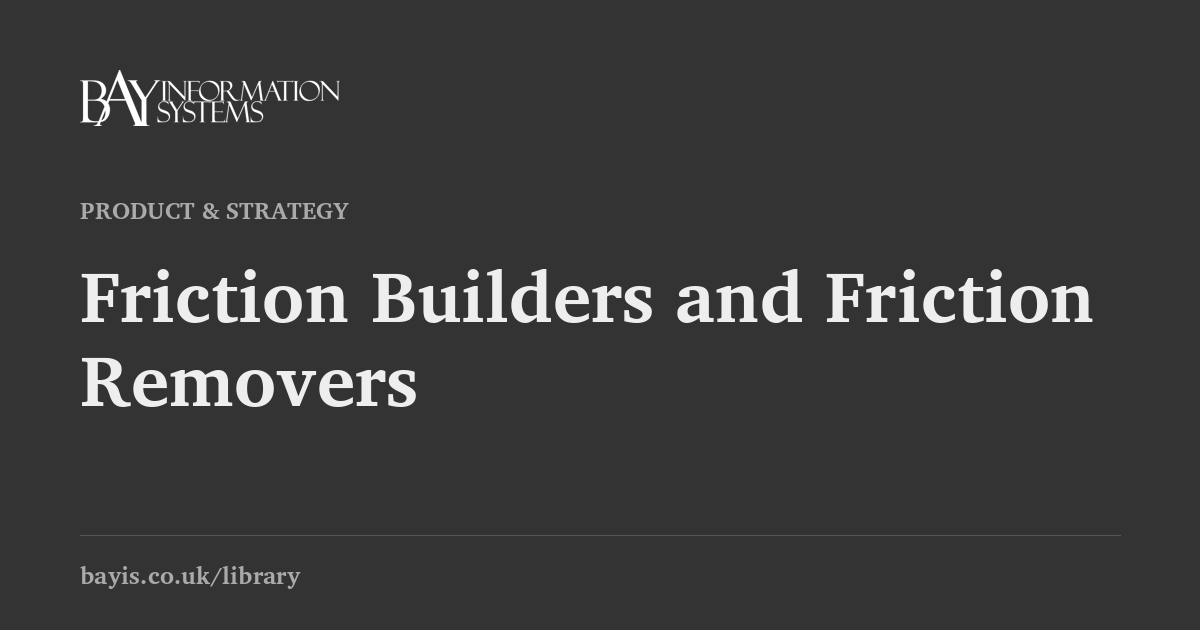 BAY INFORMATION
SYSTEMS
PRODUCT & STRATEGY
Friction Builders and Friction
Removers
bayis.co.uk/library